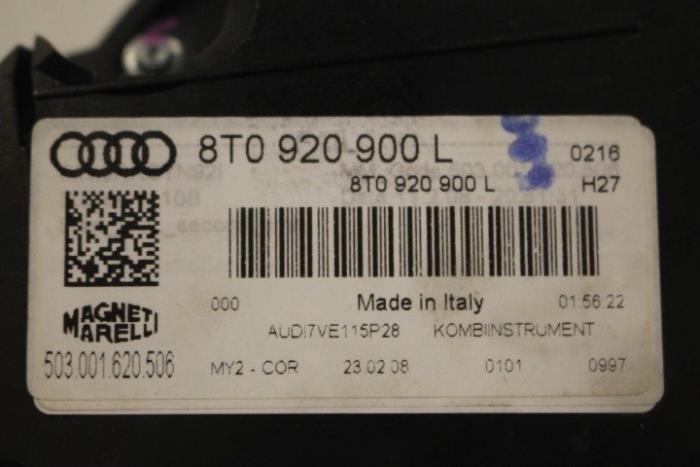 8T0 920 900 L 0216
8T0 920 900 L H27
000 Made in Italy 01:56:22
MAGNETI
MARELLI
AUDI7VE115P28 KOMBIINSTRUMENT
503.001.620.506 MY2 - COR 23.02.08 0101 0997